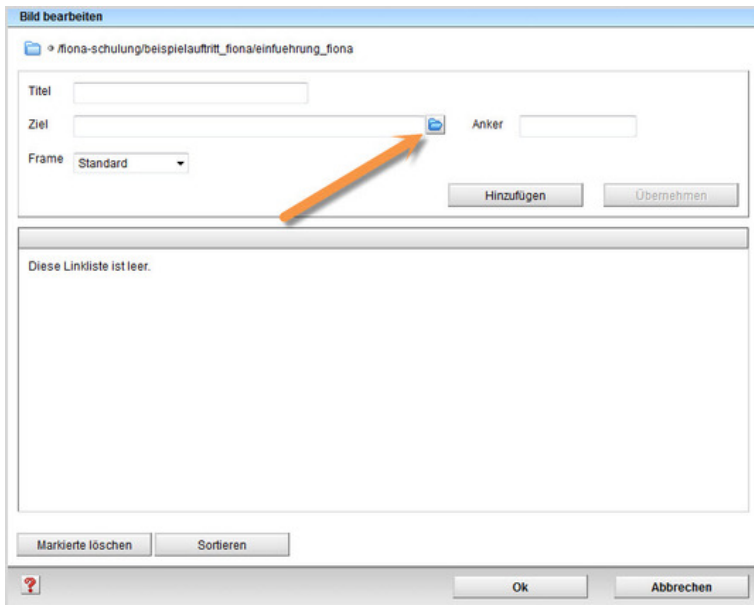 Bild bearbeiten
/fiona-schulung/beispielauftritt_fiona/einfuehrung_fiona
Titel
Ziel Anker
Frame Standard
Hinzufügen Übernehmen
Diese Linkliste ist leer.
Markierte löschen Sortieren
? Ok Abbrechen